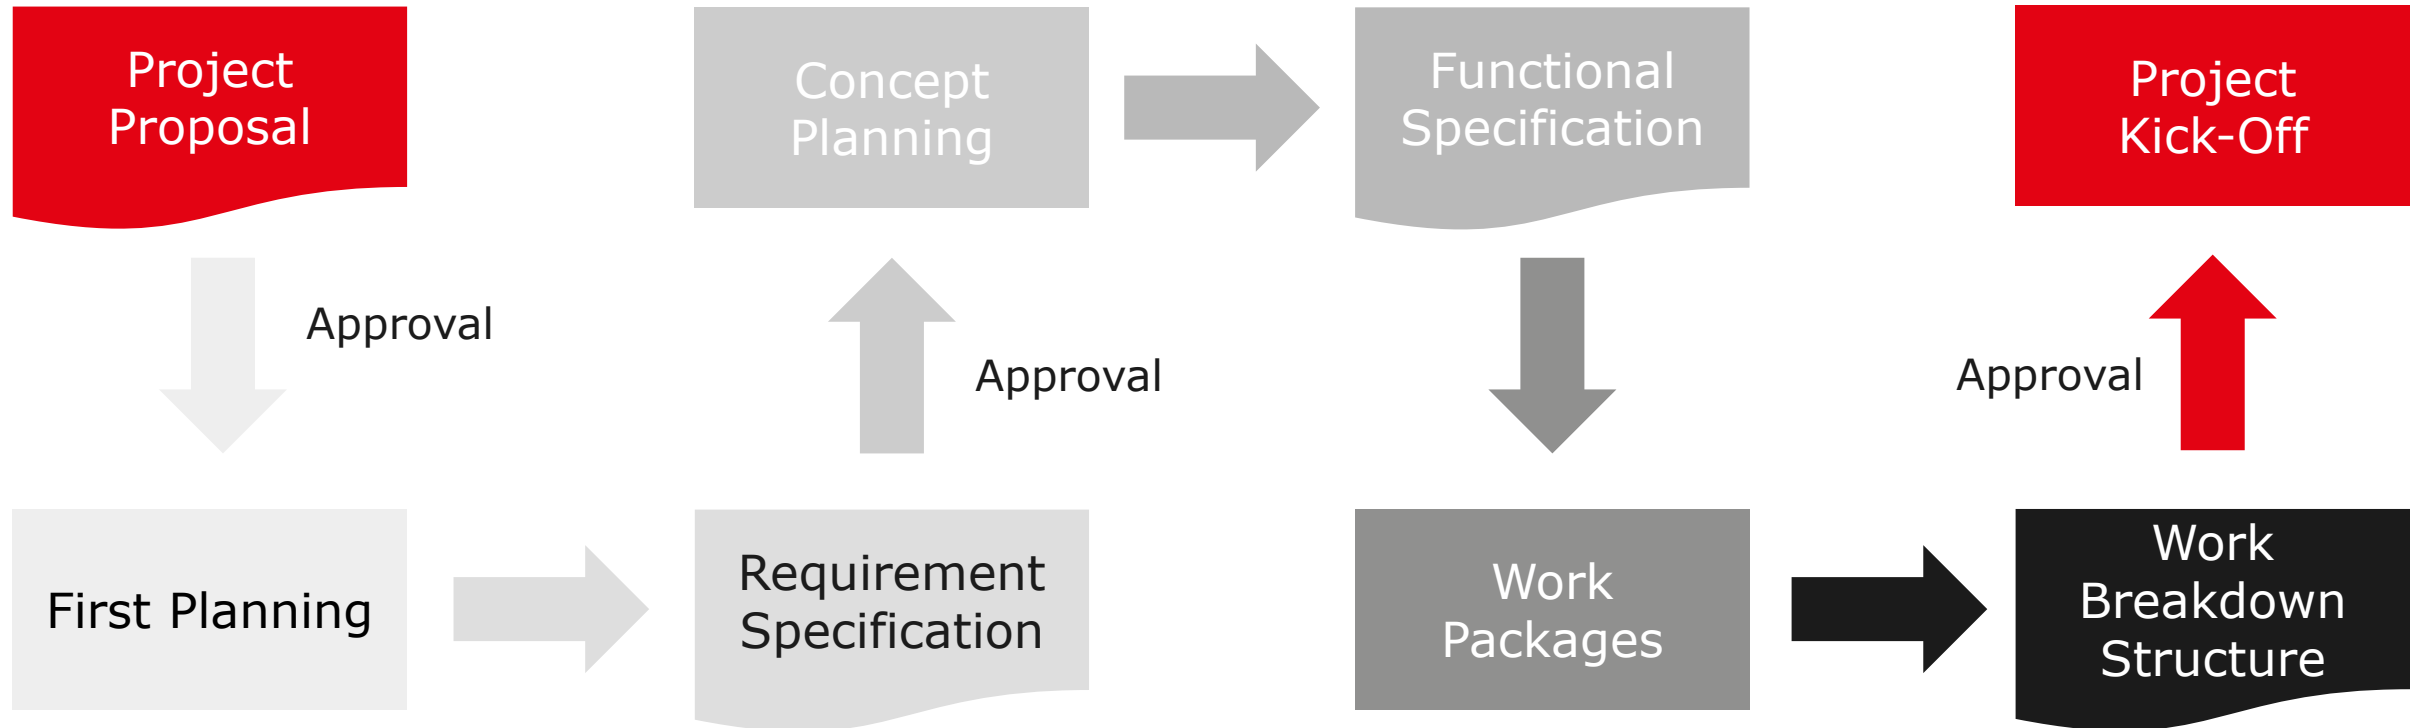 Project
Proposal
Approval
First Planning
Requirement
Specification
Approval
Concept
Planning
Functional
Specification
Work
Packages
Work
Breakdown
Structure
Approval
Project
Kick-Off